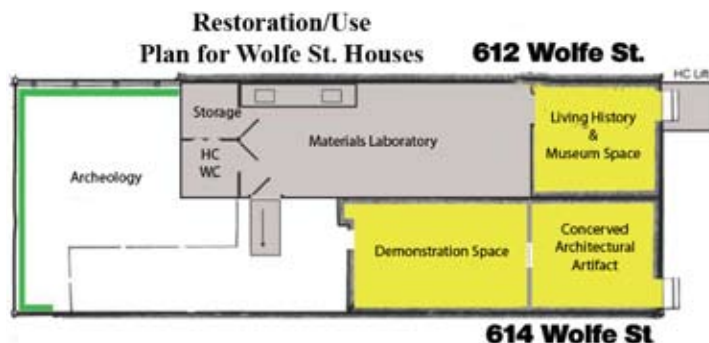 Restoration/Use
Plan for Wolfe St. Houses
612 Wolfe St.
HC Lift
Storage
HC
WC
Materials Laboratory
Living History
&
Museum Space
Archeology
Demonstration Space
Concerved
Architectural
Artifact
614 Wolfe St